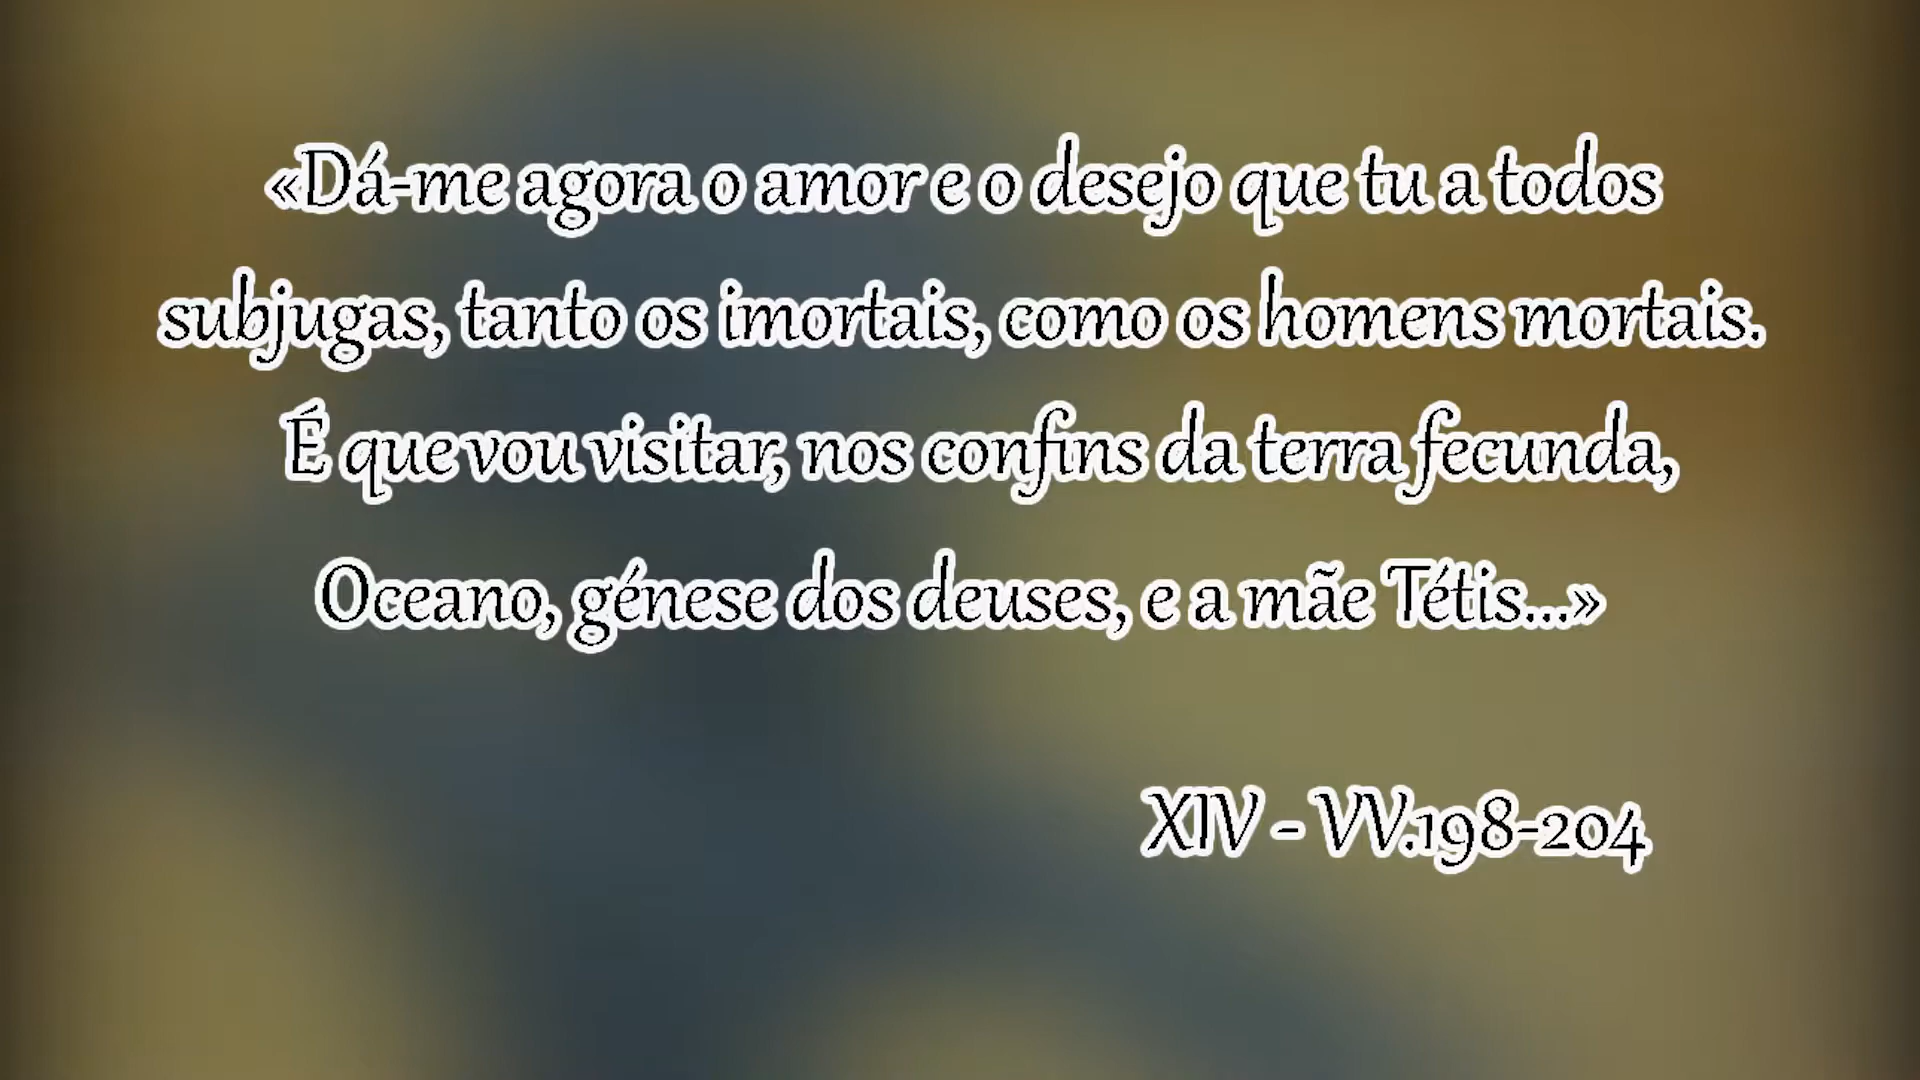 «Dá-me agora o amor e o desejo que tu a todos
subjugas, tanto os imortais, como os homens mortais.
É que vou visitar, nos confins da terra fecunda,
Oceano, génese dos deuses, e a mãe Tétis...»
XIV - VV.198-204